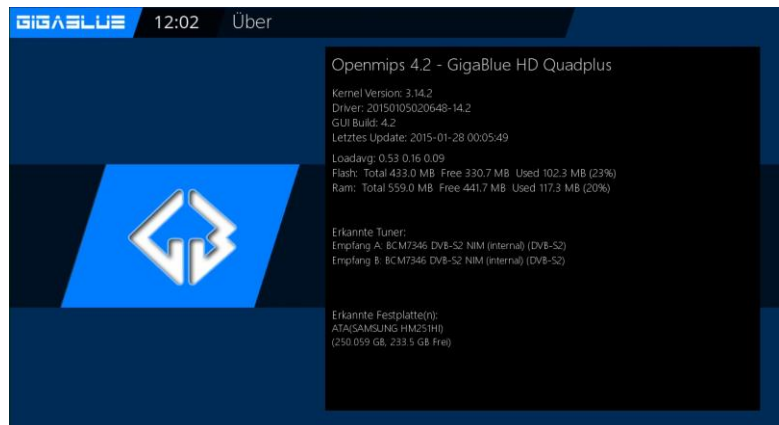 GIGABLUE 12:02 Über
Openmips 4.2 - GigaBlue HD Quadplus
Kernel Version: 3.14.2
Driver: 20150105020648-14.2
GUI Build: 4.2
Letztes Update: 2015-01-28 00:05:49
Loadavg: 0.53 0.16 0.09
Flash: Total 433.0 MB Free 330.7 MB Used 102.3 MB (23%)
Ram: Total 559.0 MB Free 441.7 MB Used 117.3 MB (20%)
Erkannte Tuner:
Empfang A: BCM7346 DVB-S2 NIM (internal) (DVB-S2)
Empfang B: BCM7346 DVB-S2 NIM (internal) (DVB-S2)
GB
Erkannte Festplatte(n):
ATA(SAMSUNG HM251HI)
(250.059 GB, 233.5 GB Frei)